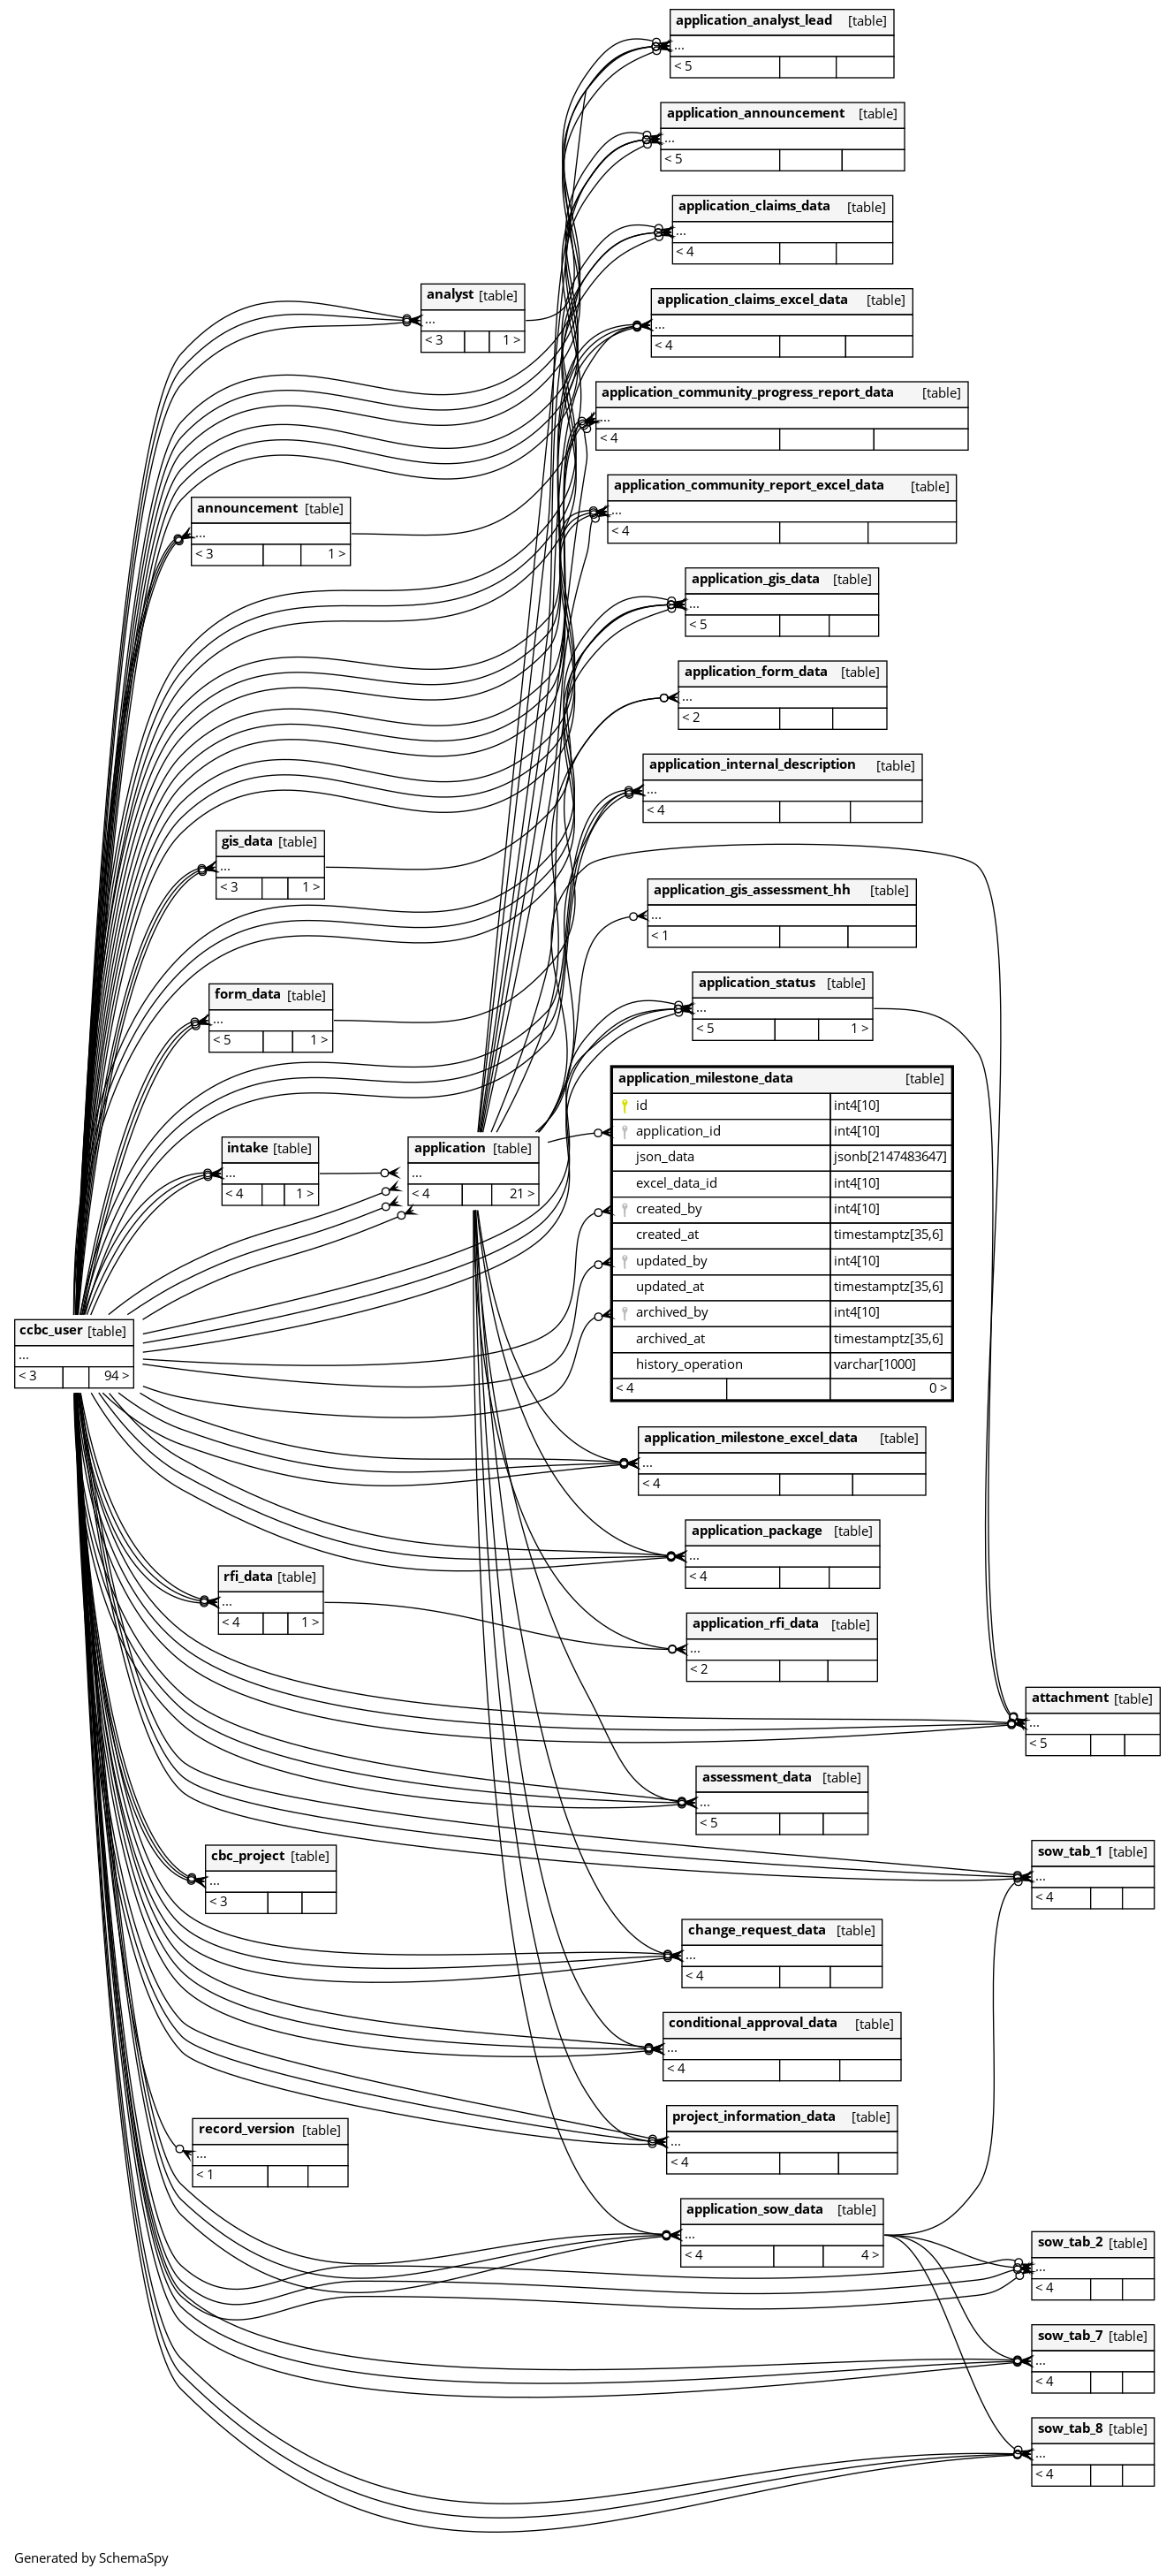 application_analyst_lead [table]
...
< 5
application_announcement [table]
...
< 5
application_claims_data [table]
...
< 4
analyst [table]
...
< 3 1 >
application_claims_excel_data [table]
...
< 4
application_community_progress_report_data [table]
...
< 4
application_community_report_excel_data [table]
...
< 4
announcement [table]
...
< 3 1 >
application_gis_data [table]
...
< 5
application_form_data [table]
...
< 2
application_internal_description [table]
...
< 4
gis_data [table]
...
< 3 1 >
application_gis_assessment_hh [table]
...
< 1
application_status [table]
...
< 5 1 >
form_data [table]
...
< 5 1 >
application_milestone_data [table]
id int4[10]
application_id int4[10]
json_data jsonb[2147483647]
excel_data_id int4[10]
created_by int4[10]
created_at timestamptz[35,6]
updated_by int4[10]
updated_at timestamptz[35,6]
archived_by int4[10]
archived_at timestamptz[35,6]
history_operation varchar[1000]
< 4 0 >
intake [table]
...
< 4 1 >
application [table]
...
< 4 21 >
ccbc_user [table]
...
< 3 94 >
application_milestone_excel_data [table]
...
< 4
application_package [table]
...
< 4
rfi_data [table]
...
< 4 1 >
application_rfi_data [table]
...
< 2
attachment [table]
...
< 5
assessment_data [table]
...
< 5
cbc_project [table]
...
< 3
sow_tab_1 [table]
...
< 4
change_request_data [table]
...
< 4
conditional_approval_data [table]
...
< 4
project_information_data [table]
...
< 4
record_version [table]
...
< 1
application_sow_data [table]
...
< 4 4 >
sow_tab_2 [table]
...
< 4
sow_tab_7 [table]
...
< 4
sow_tab_8 [table]
...
< 4
Generated by SchemaSpy